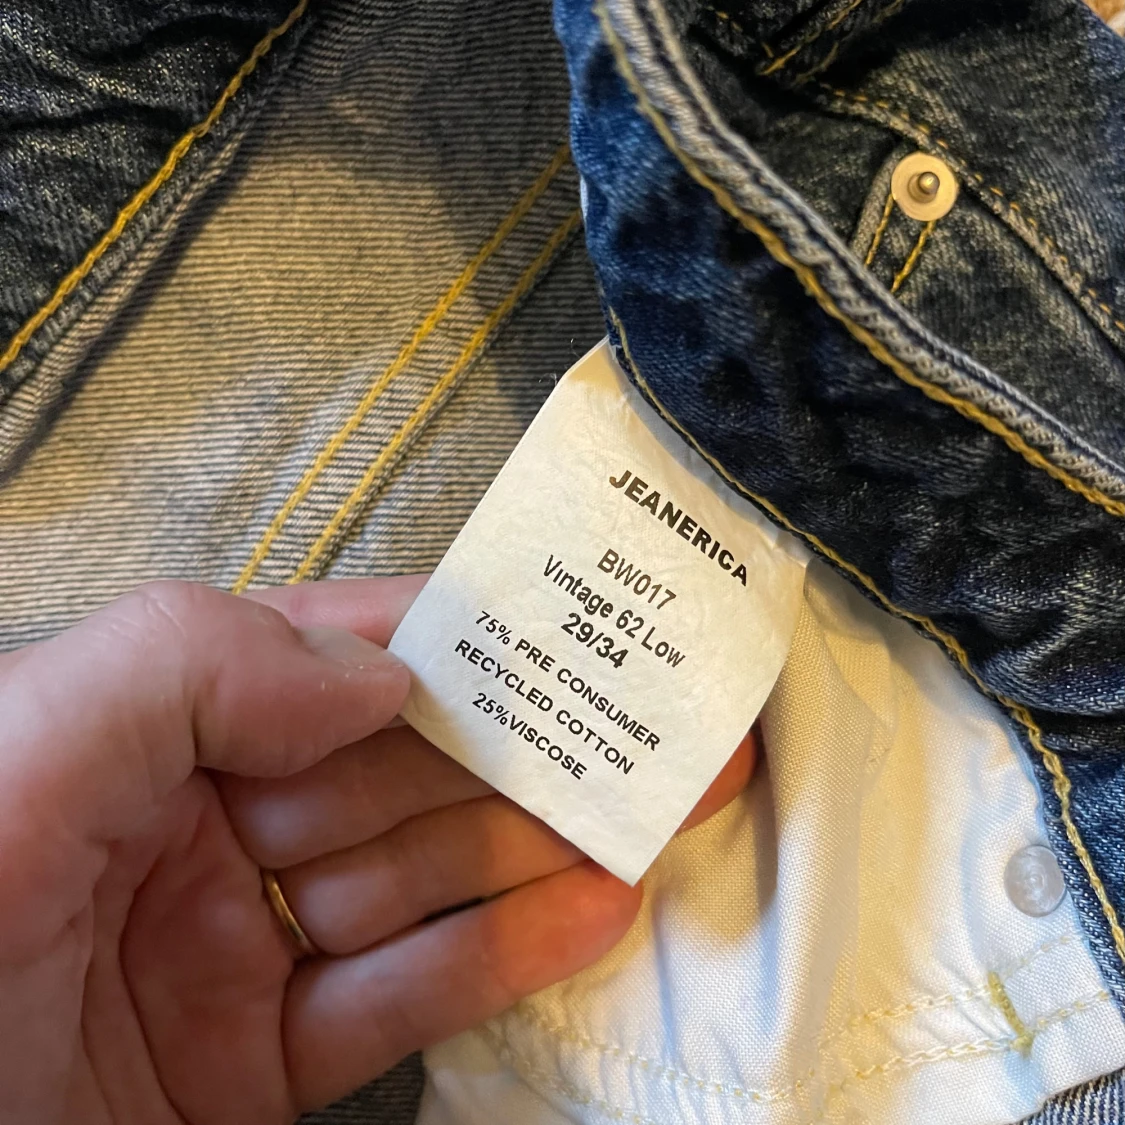 JEANERICA
BW017
Vintage 62 Low
29/34
75% PRE CONSUMER
RECYCLED COTTON
25%VISCOSE